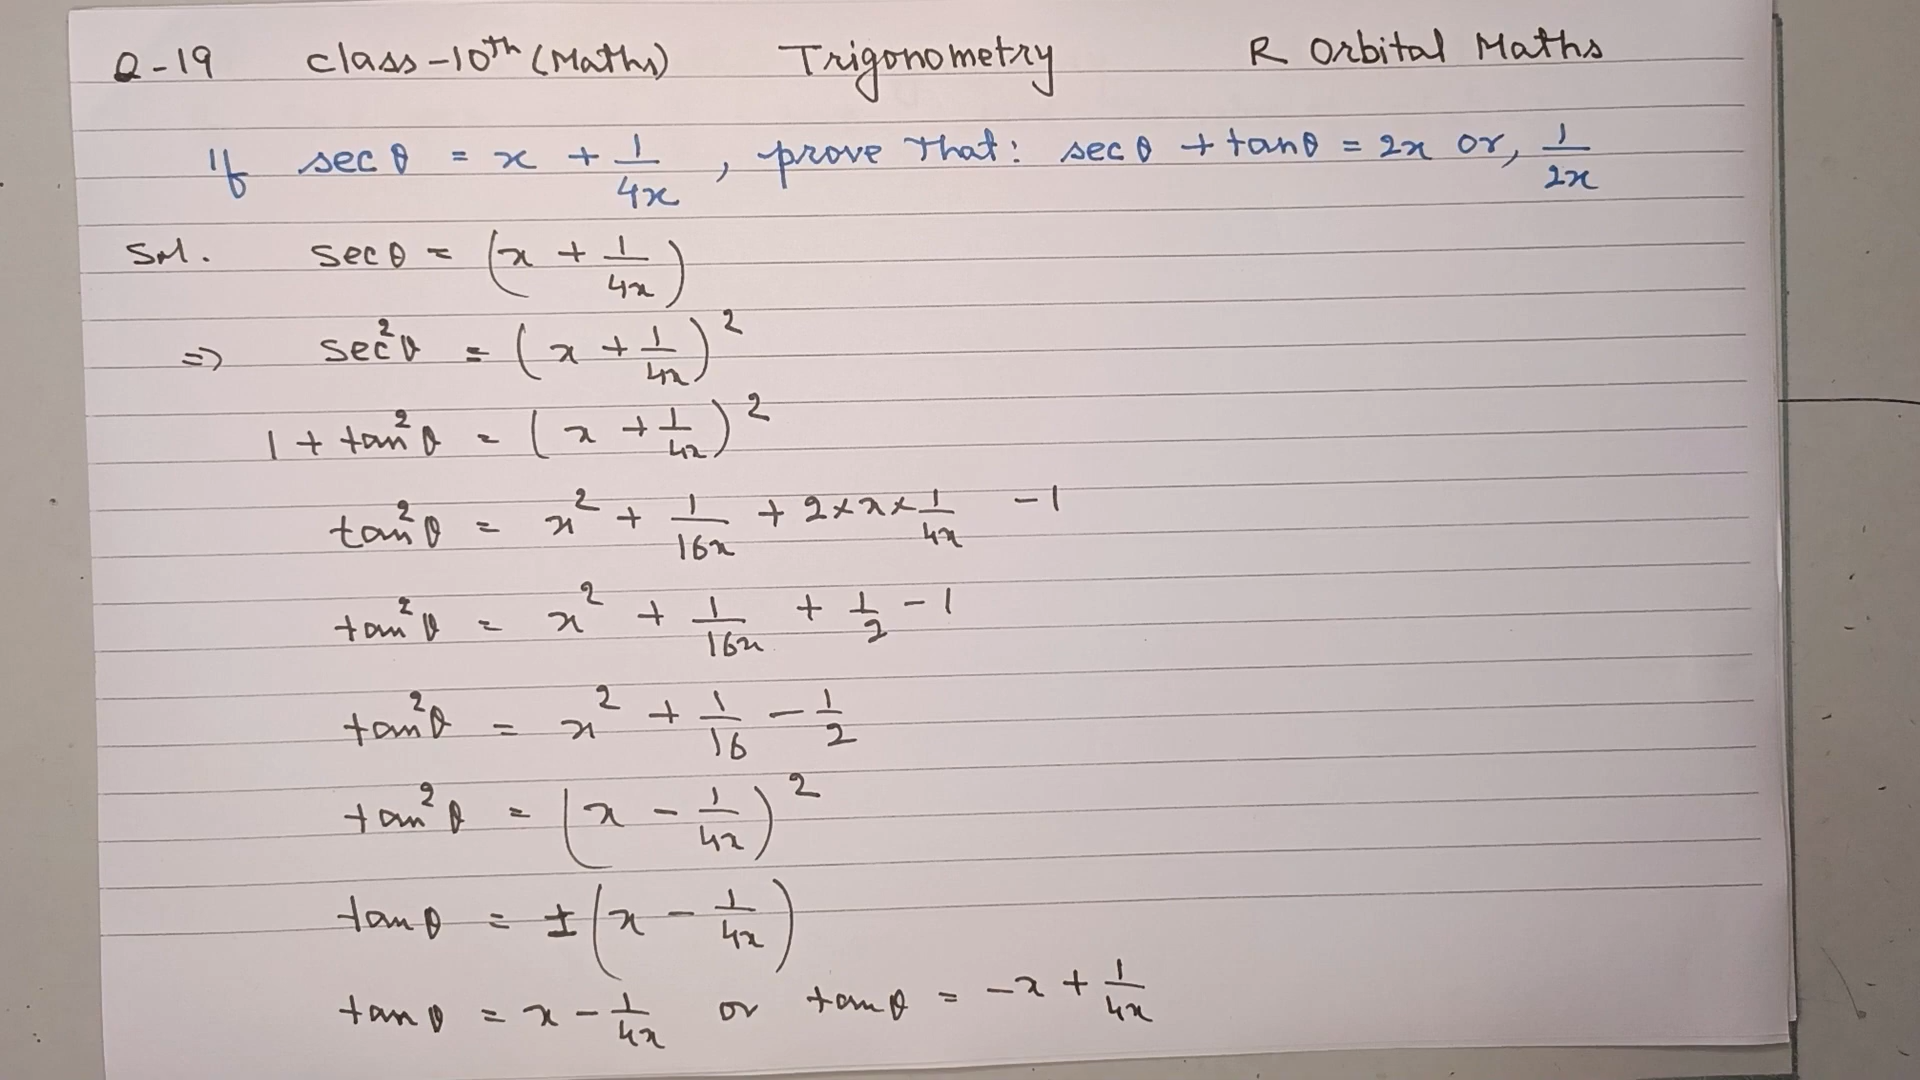 Q-19 class-10th (Maths) Trigonometry R Orbital Maths
If sec θ = x + 1/4x , prove that: sec θ + tan θ = 2x or, 1/2x
Sol. sec θ = (x + 1/4x)
⇒ sec²θ = (x + 1/4x)²
1 + tan²θ = (x + 1/4x)²
tan²θ = x² + 1/16x + 2×x×1/4x - 1
tan²θ = x² + 1/16x + 1/2 - 1
tan²θ = x² + 1/16 - 1/2
tan²θ = (x - 1/4x)²
tan θ = ±(x - 1/4x)
tan θ = x - 1/4x or tan θ = -x + 1/4x